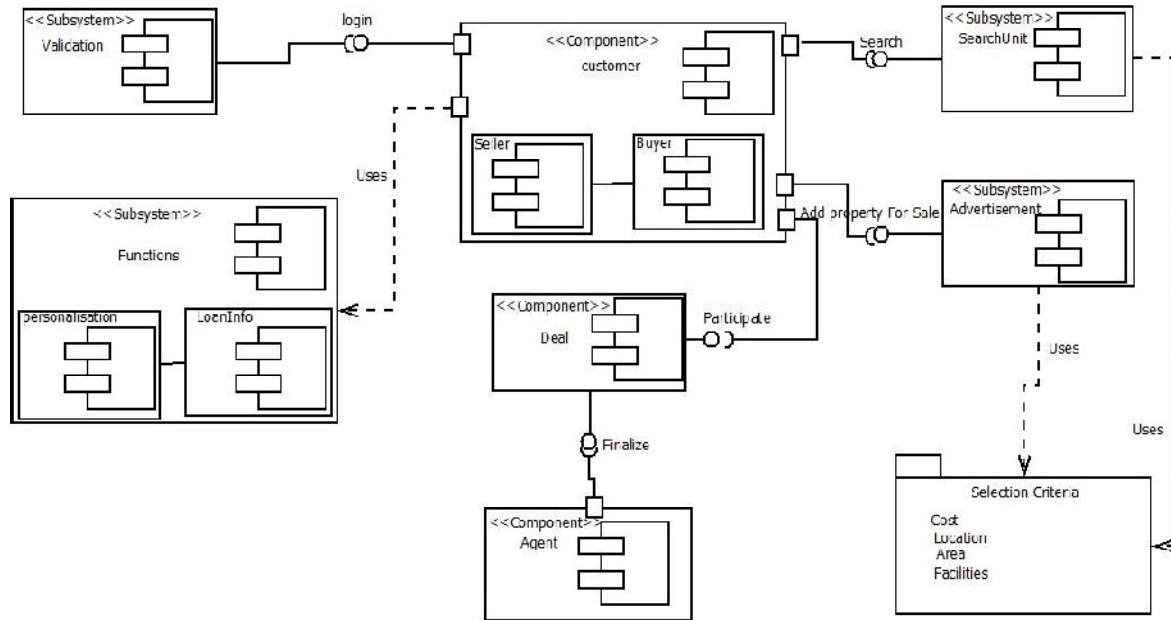 <<Subsystem>>
Validation
login
<<Component>>
customer
Search
<<Subsystem>>
SearchUnit
Seller
Buyer
Uses
<<Subsystem>>
Functions
personalisation
LoanInfo
Add property For Sale
<<Subsystem>>
Advertisement
<<Component>>
Deal
Participate
Uses
Finalize
Uses
<<Component>>
Agent
Selection Criteria
Cost
Location
Area
Facilities